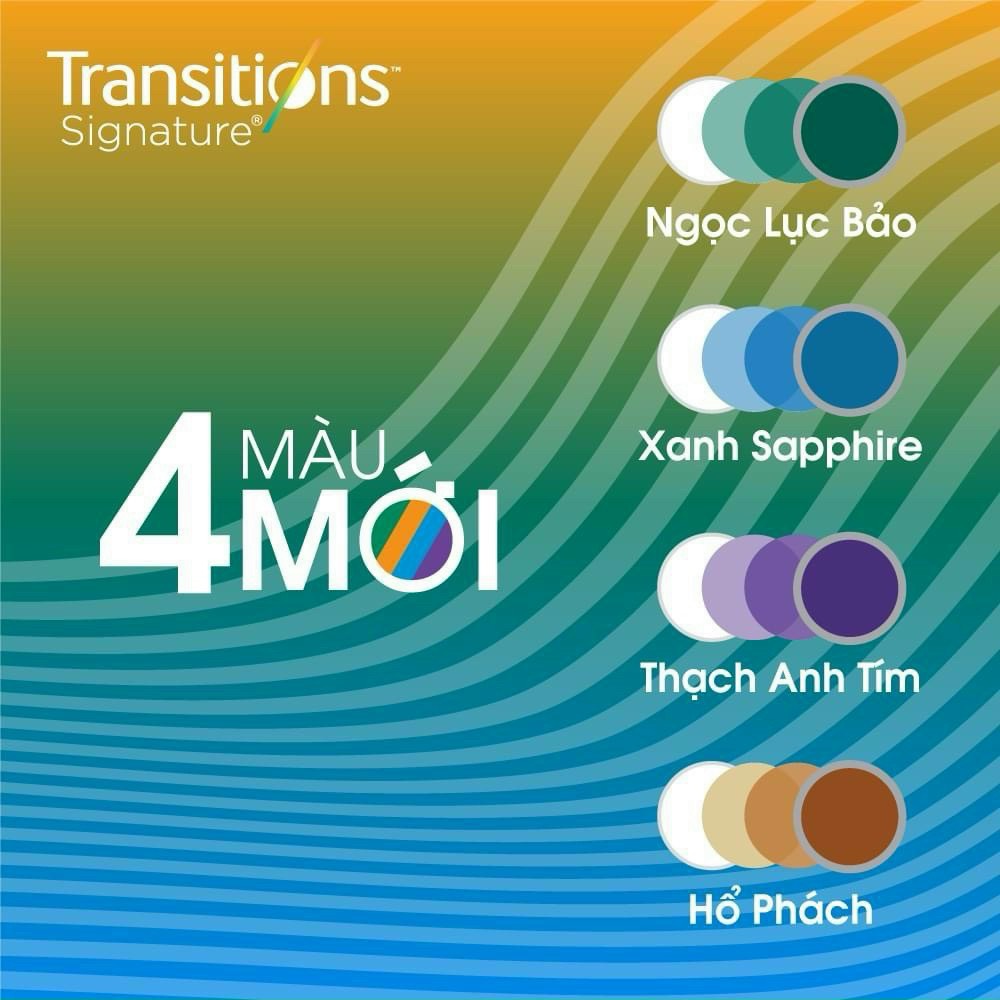 Transitions™
Signature®
4 MÀU
MỚI
Ngọc Lục Bảo
Xanh Sapphire
Thạch Anh Tím
Hổ Phách